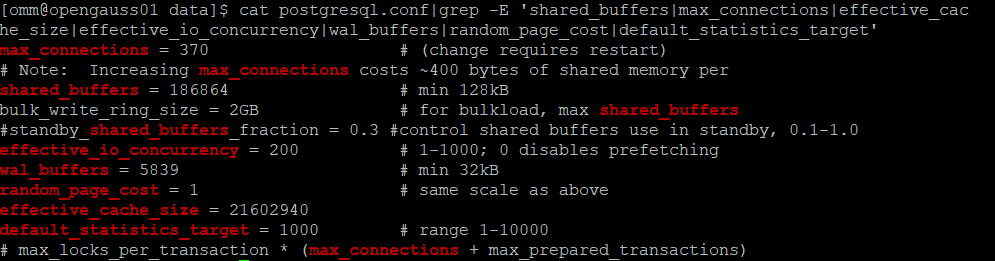 [omm@opengauss01 data]$ cat postgresql.conf|grep -E 'shared_buffers|max_connections|effective_cac
he_size|effective_io_concurrency|wal_buffers|random_page_cost|default_statistics_target'
max_connections = 370                   # (change requires restart)
# Note:  Increasing max_connections costs ~400 bytes of shared memory per
shared_buffers = 186864                 # min 128kB
bulk_write_ring_size = 2GB              # for bulkload, max shared_buffers
#standby_shared_buffers_fraction = 0.3 #control shared buffers use in standby, 0.1-1.0
effective_io_concurrency = 200          # 1-1000; 0 disables prefetching
wal_buffers = 5839                      # min 32kB
random_page_cost = 1                    # same scale as above
effective_cache_size = 21602940
default_statistics_target = 1000        # range 1-10000
# max_locks_per_transaction * (max_connections + max_prepared_transactions)